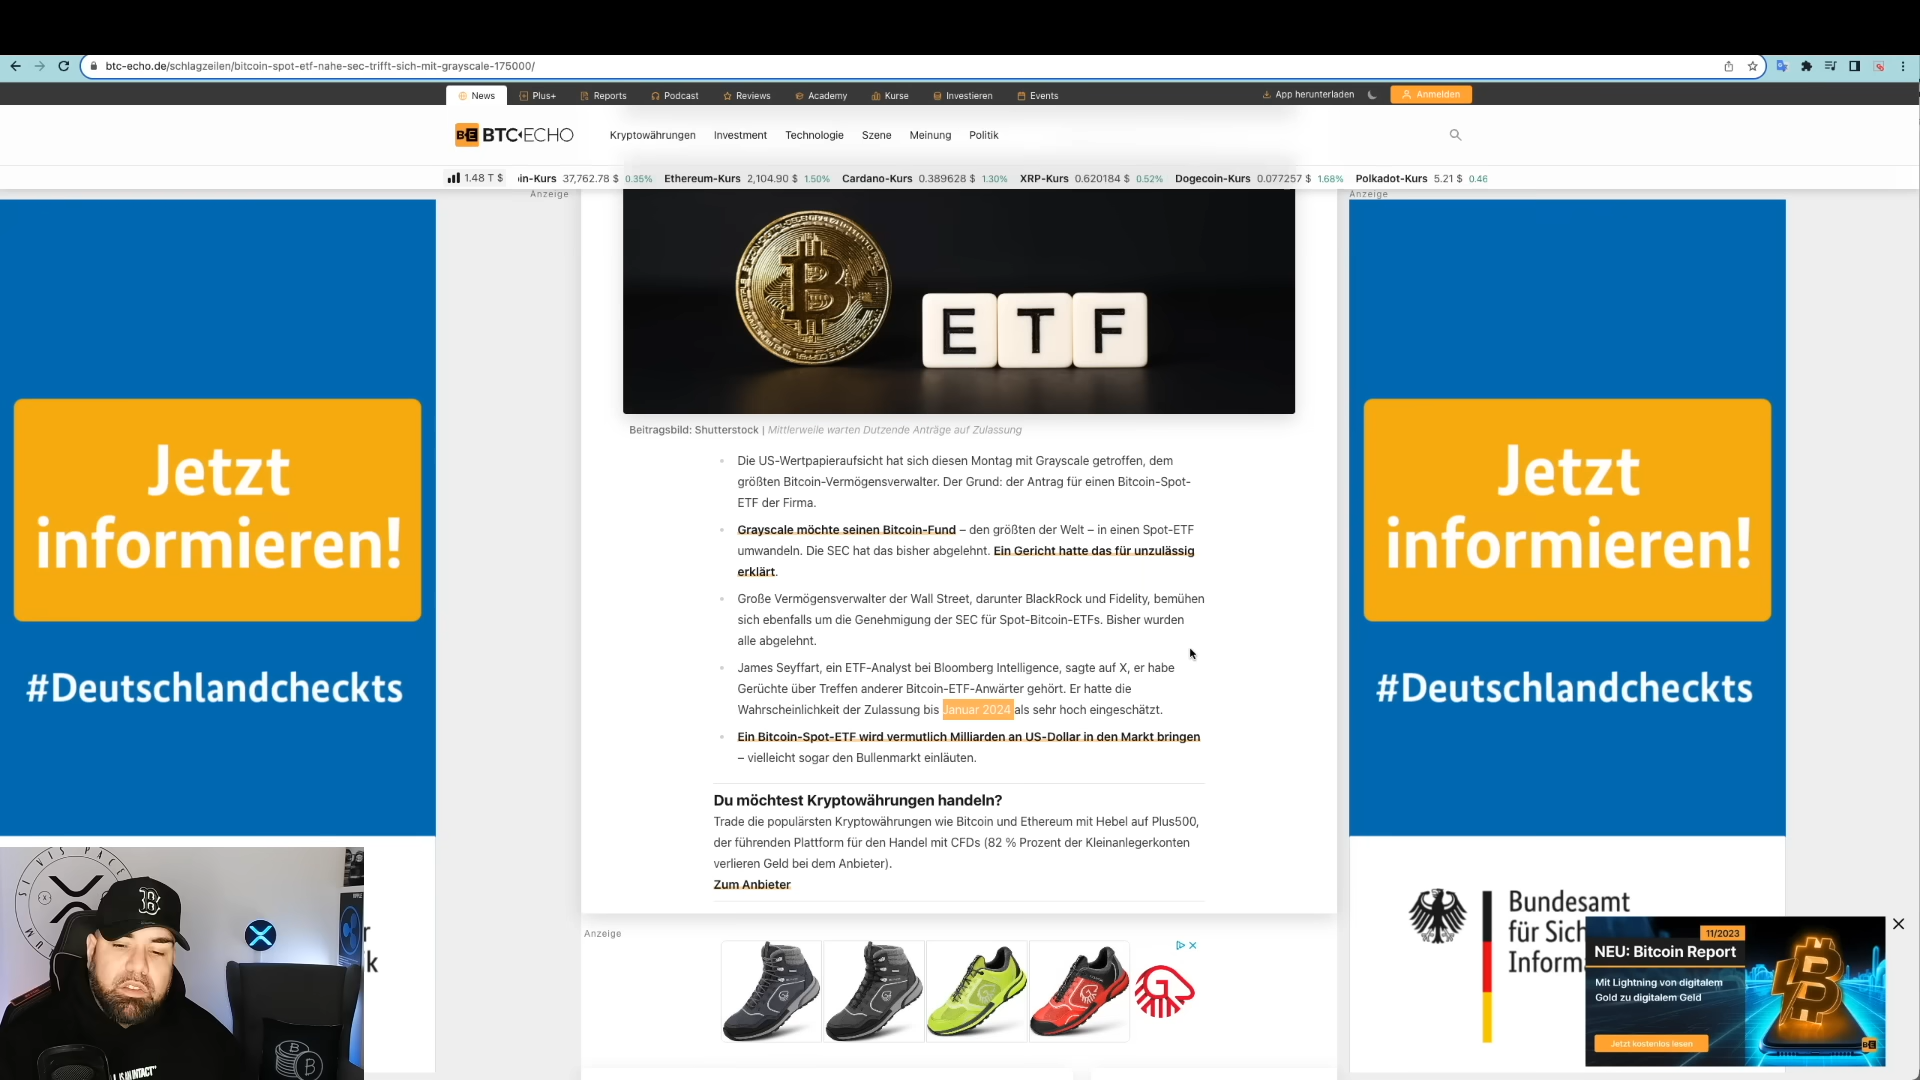 btc-echo.de/schlagzeilen/bitcoin-spot-etf-nahe-sec-trifft-sich-mit-grayscale-175000/
News Plus+ Reports Podcast Reviews Academy Kurse Investieren Events App herunterladen Anmelden
BE BTC-ECHO Kryptowährungen Investment Technologie Szene Meinung Politik
1.48 T $ in-Kurs 37,762.78 $ 0.35% Ethereum-Kurs 2,104.90 $ 1.50% Cardano-Kurs 0.389628 $ 1.30% XRP-Kurs 0.620184 $ 0.52% Dogecoin-Kurs 0.077257 $ 1.68% Polkadot-Kurs 5.21 $ 0.46
Anzeige
Anzeige
ETF
Beitragsbild: Shutterstock | Mittlerweile warten Dutzende Anträge auf Zulassung
Die US-Wertpapieraufsicht hat sich diesen Montag mit Grayscale getroffen, dem
größten Bitcoin-Vermögensverwalter. Der Grund: der Antrag für einen Bitcoin-Spot-
ETF der Firma.
Grayscale möchte seinen Bitcoin-Fund – den größten der Welt – in einen Spot-ETF
umwandeln. Die SEC hat das bisher abgelehnt. Ein Gericht hatte das für unzulässig
erklärt.
Große Vermögensverwalter der Wall Street, darunter BlackRock und Fidelity, bemühen
sich ebenfalls um die Genehmigung der SEC für Spot-Bitcoin-ETFs. Bisher wurden
alle abgelehnt.
James Seyffart, ein ETF-Analyst bei Bloomberg Intelligence, sagte auf X, er habe
Gerüchte über Treffen anderer Bitcoin-ETF-Anwärter gehört. Er hatte die
Wahrscheinlichkeit der Zulassung bis Januar 2024 als sehr hoch eingeschätzt.
Ein Bitcoin-Spot-ETF wird vermutlich Milliarden an US-Dollar in den Markt bringen
– vielleicht sogar den Bullenmarkt einläuten.
Du möchtest Kryptowährungen handeln?
Trade die populärsten Kryptowährungen wie Bitcoin und Ethereum mit Hebel auf Plus500,
der führenden Plattform für den Handel mit CFDs (82 % Prozent der Kleinanlegerkonten
verlieren Geld bei dem Anbieter).
Zum Anbieter
Anzeige
Jetzt
informieren!
#Deutschlandchecks
Jetzt
informieren!
#Deutschlandchecks
Bundesamt
für Sich
Inform
11/2023
NEU: Bitcoin Report
Mit Lightning von digitalem
Gold zu digitalem Geld
Jetzt kostenlos lesen
BE
SI VIS PACE
r
k
B